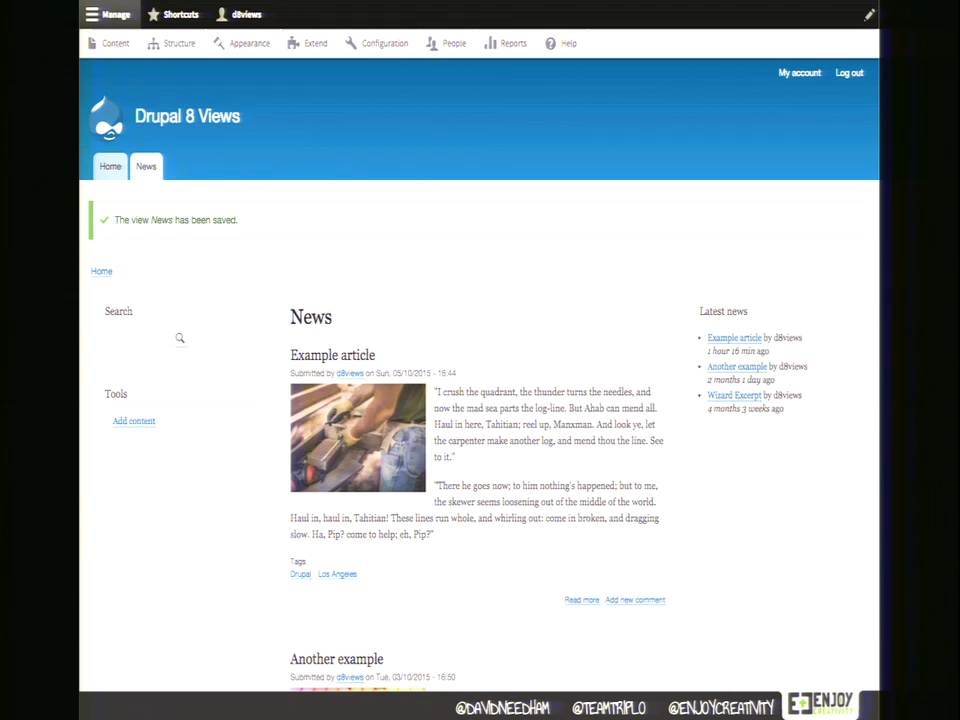 Manage Shortcuts d8views
Content Structure Appearance Extend Configuration People Reports Help
My account Log out
Drupal 8 Views
Home News
The view News has been saved.
Home
Search
Tools
Add content
News
Example article
Submitted by d8views on Sun, 05/10/2015 - 16:44
"I crush the quadrant, the thunder turns the needles, and
now the mad sea parts the log-line. But Ahab can mend all.
Haul in here, Tahitian; reel up, Manxman. And look ye, let
the carpenter make another log, and mend thou the line. See
to it."
"There he goes now; to him nothing's happened; but to me,
the skewer seems loosening out of the middle of the world.
Haul in, haul in, Tahitian! These lines run whole, and whirling out: come in broken, and dragging
slow. Ha, Pip? come to help; eh, Pip?"
Tags
Drupal Los Angeles
Read more Add new comment
Another example
Submitted by d8views on Tue, 03/10/2015 - 16:50
Latest news
Example article by d8views
1 hour 16 min ago
Another example by d8views
2 months 1 day ago
Wizard Excerpt by d8views
4 months 3 weeks ago
@DAVIDNEEDHAM @TEAMTRIPLO @ENJOYCREATIVITY
ENJOY
CREATIVITY